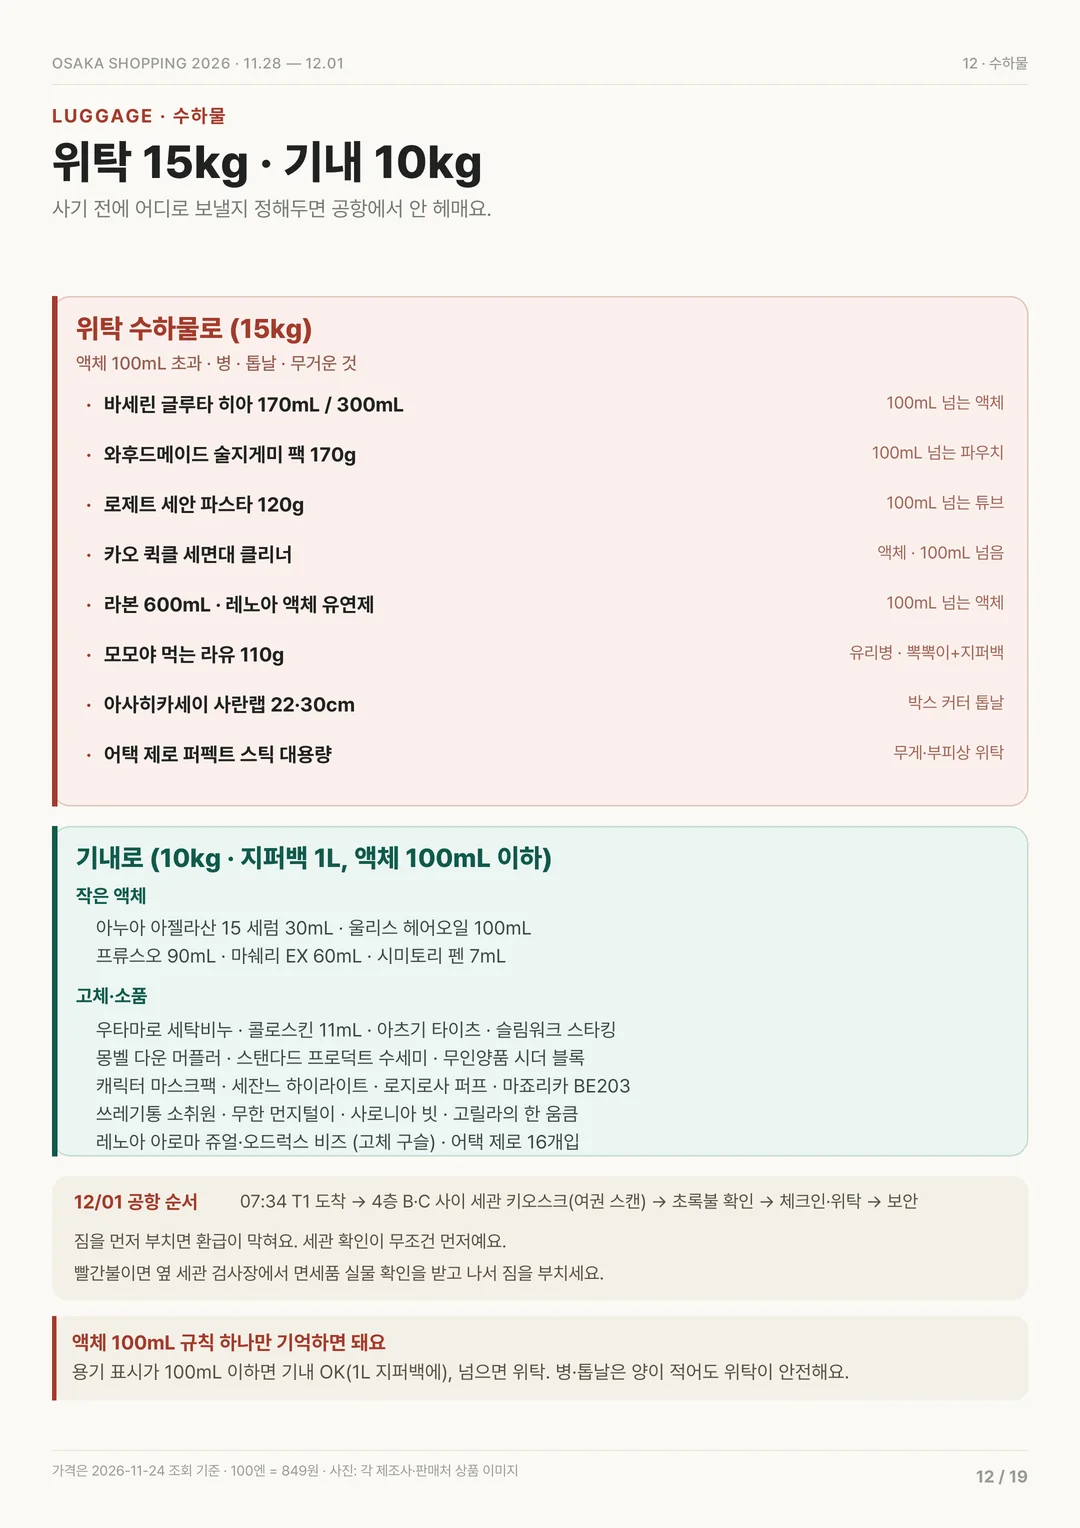 OSAKA SHOPPING 2026 · 11.28 — 12.01
12 · 수하물
LUGGAGE · 수하물
위탁 15kg · 기내 10kg
사기 전에 어디로 보낼지 정해두면 공항에서 안 헤매요.
위탁 수하물로 (15kg)
액체 100mL 초과 · 병 · 톱날 · 무거운 것
· 바세린 글루타 히아 170mL / 300mL 100mL 넘는 액체
· 와후드메이드 술지게미 팩 170g 100mL 넘는 파우치
· 로제트 세안 파스타 120g 100mL 넘는 튜브
· 카오 퀵클 세면대 클리너 액체 · 100mL 넘음
· 라본 600mL · 레노아 액체 유연제 100mL 넘는 액체
· 모모야 먹는 라유 110g 유리병 · 뽁뽁이+지퍼백
· 아사히카세이 사란랩 22·30cm 박스 커터 톱날
· 어택 제로 퍼펙트 스틱 대용량 무게·부피상 위탁
기내로 (10kg · 지퍼백 1L, 액체 100mL 이하)
작은 액체
아누아 아젤라산 15 세럼 30mL · 울리스 헤어오일 100mL
프류스오 90mL · 마쉐리 EX 60mL · 시미토리 펜 7mL
고체·소품
우타마로 세탁비누 · 콜로스킨 11mL · 아츠기 타이츠 · 슬림워크 스타킹
몽벨 다운 머플러 · 스탠다드 프로덕트 수세미 · 무인양품 시더 블록
캐릭터 마스크팩 · 세잔느 하이라이트 · 로지로사 퍼프 · 마죠리카 BE203
쓰레기통 소취원 · 무한 먼지털이 · 사로니아 빗 · 고릴라의 한 움큼
레노아 아로마 쥬얼·오드럭스 비즈 (고체 구슬) · 어택 제로 16개입
12/01 공항 순서 07:34 T1 도착 → 4층 B·C 사이 세관 키오스크(여권 스캔) → 초록불 확인 → 체크인·위탁 → 보안
짐을 먼저 부치면 환급이 막혀요. 세관 확인이 무조건 먼저예요.
빨간불이면 옆 세관 검사장에서 면세품 실물 확인을 받고 나서 짐을 부치세요.
액체 100mL 규칙 하나만 기억하면 돼요
용기 표시가 100mL 이하면 기내 OK(1L 지퍼백에), 넘으면 위탁. 병·톱날은 양이 적어도 위탁이 안전해요.
가격은 2026-11-24 조회 기준 · 100엔 = 849원 · 사진: 각 제조사·판매처 상품 이미지
12 / 19